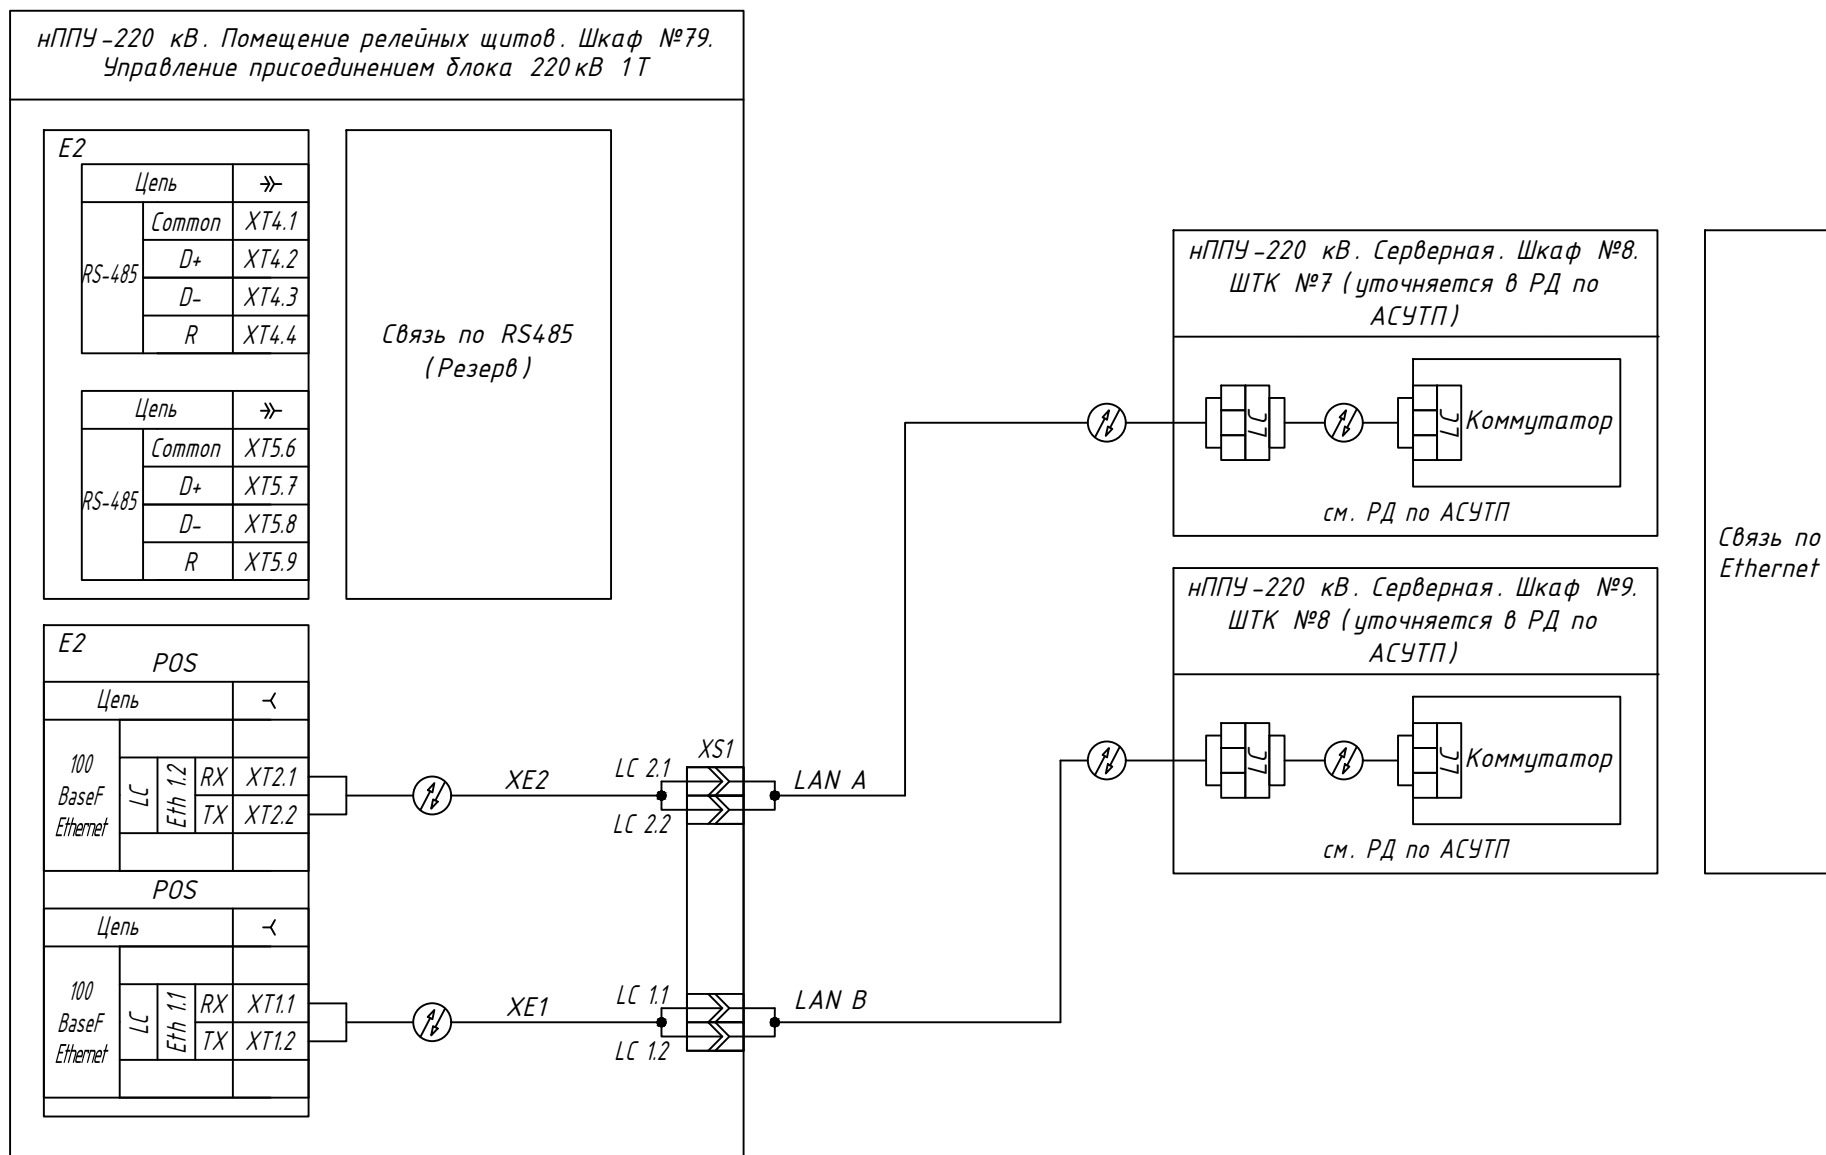 нППУ-220 кВ. Помещение релейных щитов. Шкаф №79.
Управление присоединением блока 220 кВ 1Т
E2
Цепь
RS-485
Common XT4.1
D+ XT4.2
D- XT4.3
R XT4.4
Цепь
RS-485
Common XT5.6
D+ XT5.7
D- XT5.8
R XT5.9
Связь по RS485
(Резерв)
E2
POS
Цепь
100
BaseF
Ethernet
LC
Eth 1.2
RX XT2.1
TX XT2.2
POS
Цепь
100
BaseF
Ethernet
LC
Eth 1.1
RX XT1.1
TX XT1.2
XE2
LC 2.1
LC 2.2
XS1
LAN A
XE1
LC 1.1
LC 1.2
LAN B
нППУ-220 кВ. Серверная. Шкаф №8.
ШТК №7 (уточняется в РД по
АСУТП)
LC
LC
Коммутатор
см. РД по АСУТП
нППУ-220 кВ. Серверная. Шкаф №9.
ШТК №8 (уточняется в РД по
АСУТП)
LC
LC
Коммутатор
см. РД по АСУТП
Связь по
Ethernet